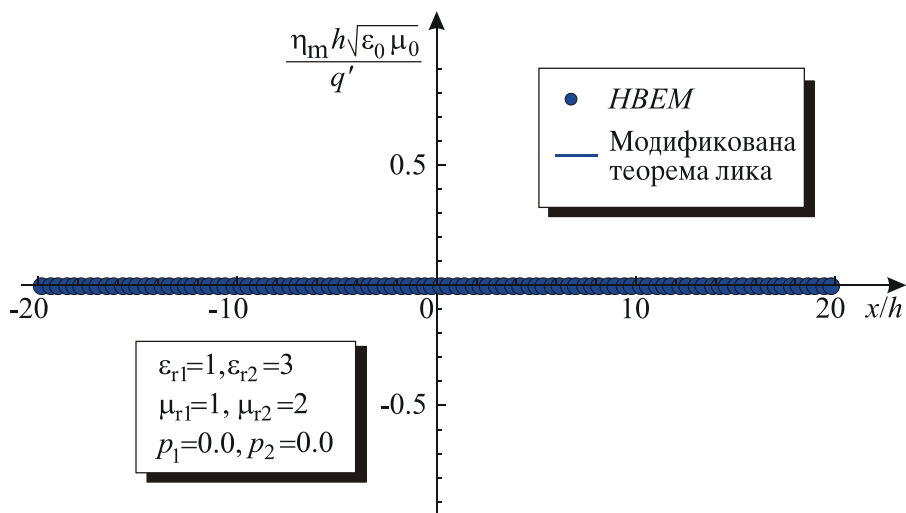 η_m h√ε_0 μ_0
q′
HBEM
Модификована
теорема лика
0.5
-20
-10
0
10
20
x/h
-0.5
ε_r1=1, ε_r2=3
μ_r1=1, μ_r2=2
p_1=0.0, p_2=0.0